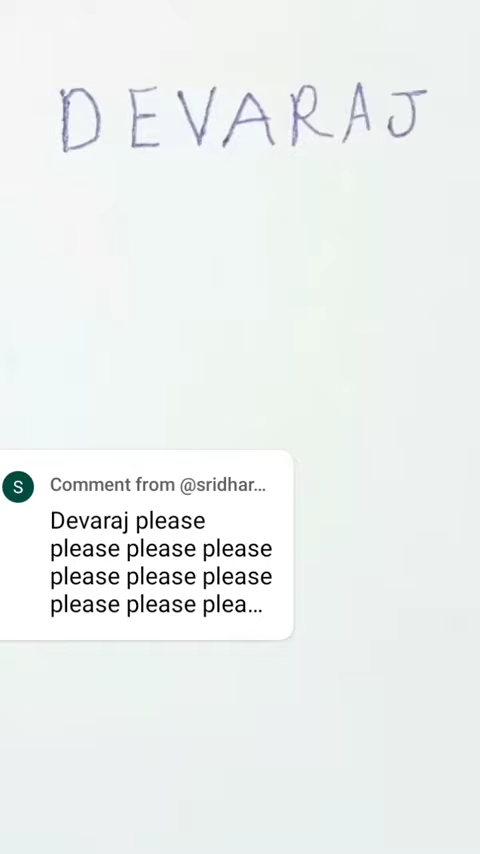 DEVARAJ
S
Comment from @sridhar...
Devaraj please
please please please
please please please
please please plea...